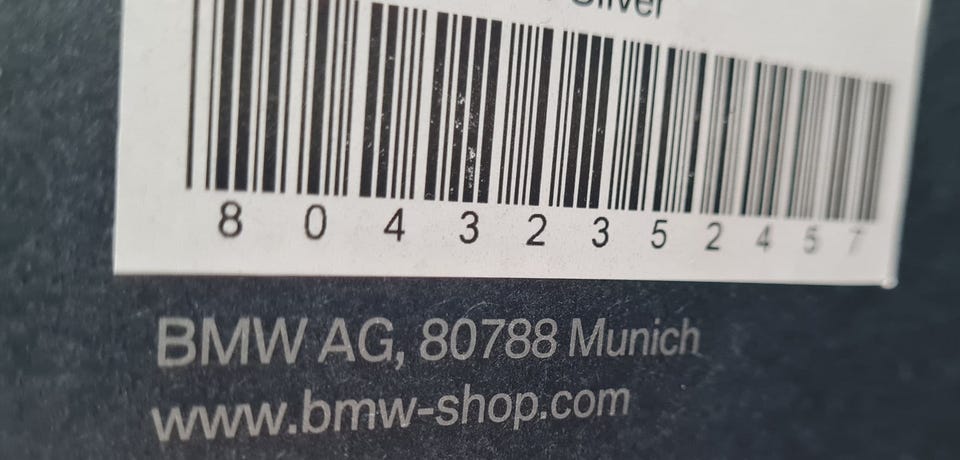 Silver
8 0 4 3 2 3 5 2 4 5 7
BMW AG, 80788 Munich
www.bmw-shop.com